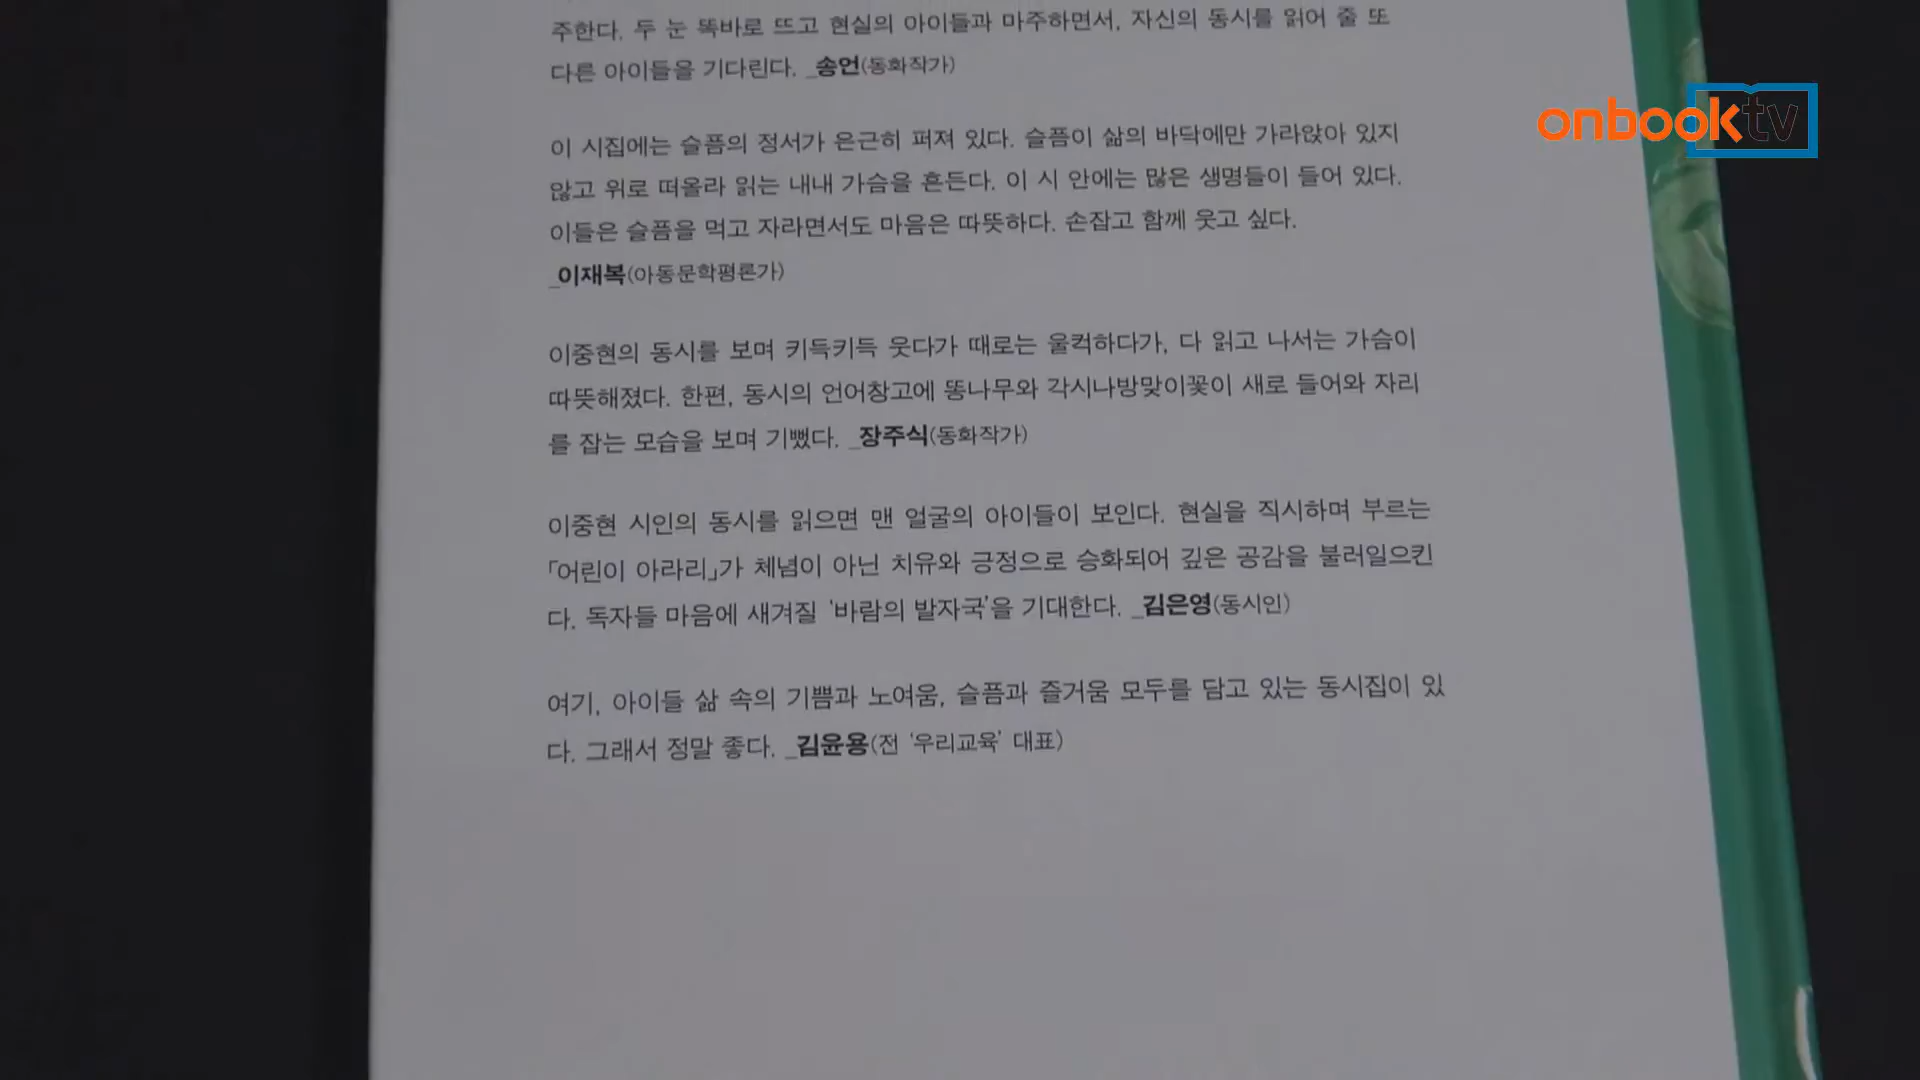 주한다. 두 눈 똑바로 뜨고 현실의 아이들과 마주하면서, 자신의 동시를 읽어 줄 또
다른 아이들을 기다린다. _송언(동화작가)
이 시집에는 슬픔의 정서가 은근히 퍼져 있다. 슬픔이 삶의 바닥에만 가라앉아 있지
않고 위로 떠올라 읽는 내내 가슴을 흔든다. 이 시 안에는 많은 생명들이 들어 있다.
이들은 슬픔을 먹고 자라면서도 마음은 따뜻하다. 손잡고 함께 웃고 싶다.
_이재복(아동문학평론가)
이중현의 동시를 보며 키득키득 웃다가 때로는 울컥하다가, 다 읽고 나서는 가슴이
따뜻해졌다. 한편, 동시의 언어창고에 똥나무와 각시나방맞이꽃이 새로 들어와 자리
를 잡는 모습을 보며 기뻤다. _장주식(동화작가)
이중현 시인의 동시를 읽으면 맨 얼굴의 아이들이 보인다. 현실을 직시하며 부르는
「어린이 아라리」가 체념이 아닌 치유와 긍정으로 승화되어 깊은 공감을 불러일으킨
다. 독자들 마음에 새겨질 '바람의 발자국'을 기대한다. _김은영(동시인)
여기, 아이들 삶 속의 기쁨과 노여움, 슬픔과 즐거움 모두를 담고 있는 동시집이 있
다. 그래서 정말 좋다. _김윤용(전 '우리교육' 대표)
onbooktv